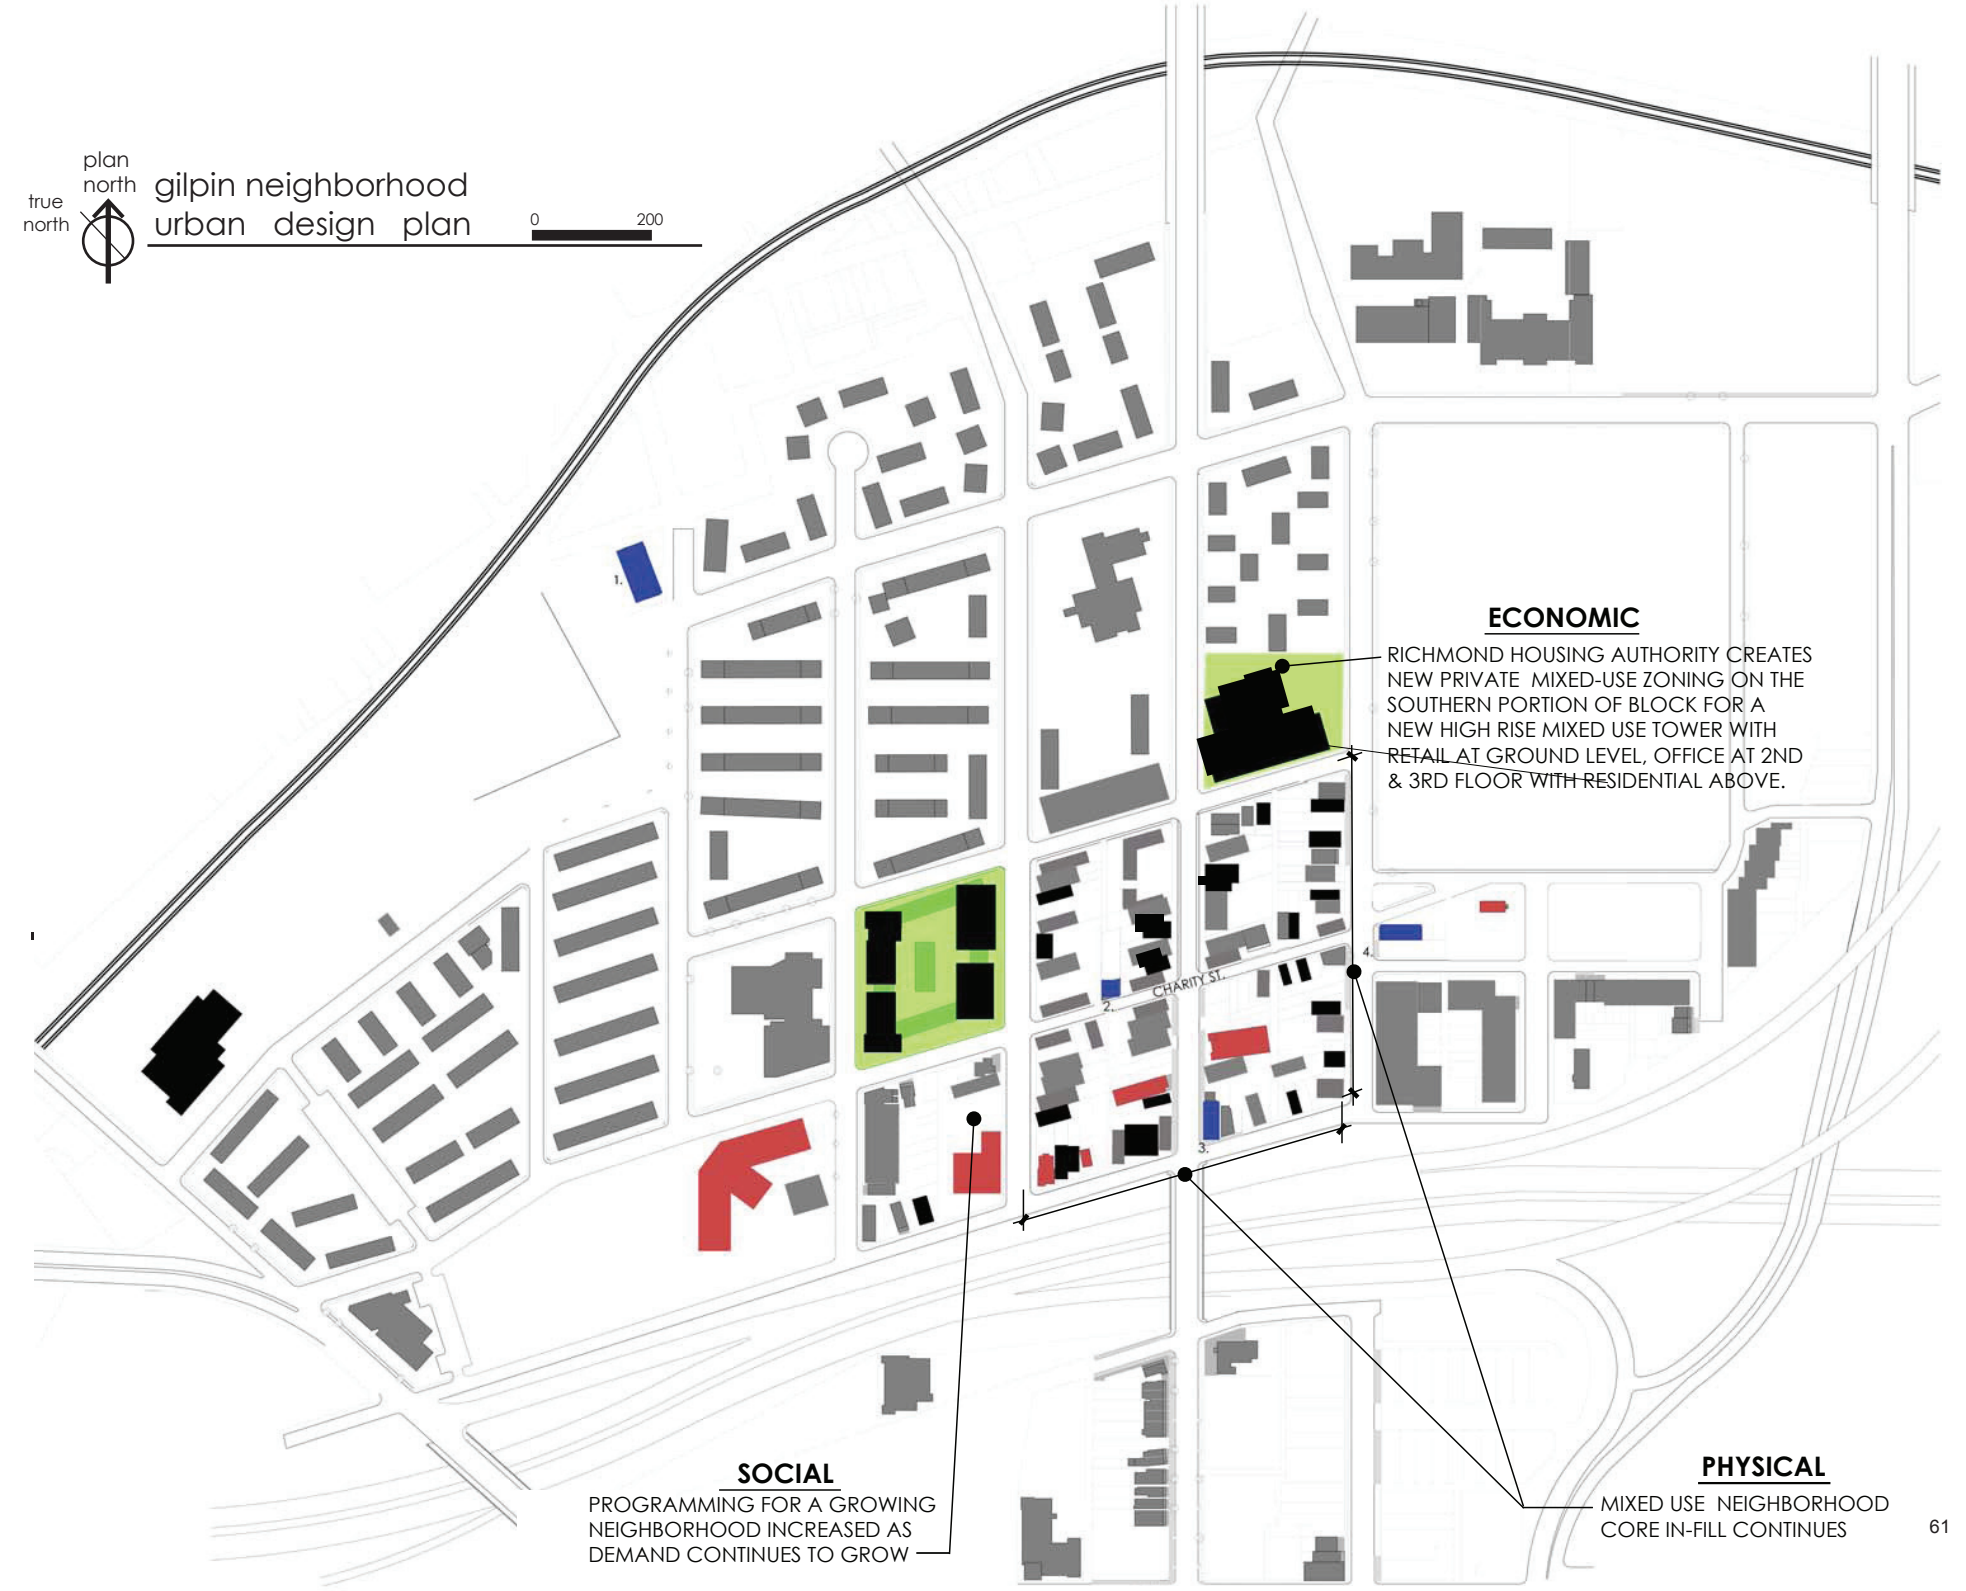 plan
north
true
north
gilpin neighborhood
urban design plan
0 200
1.
ECONOMIC
RICHMOND HOUSING AUTHORITY CREATES
NEW PRIVATE MIXED-USE ZONING ON THE
SOUTHERN PORTION OF BLOCK FOR A
NEW HIGH RISE MIXED USE TOWER WITH
RETAIL AT GROUND LEVEL, OFFICE AT 2ND
& 3RD FLOOR WITH RESIDENTIAL ABOVE.
4.
CHARITY ST.
2.
3.
SOCIAL
PROGRAMMING FOR A GROWING
NEIGHBORHOOD INCREASED AS
DEMAND CONTINUES TO GROW
PHYSICAL
MIXED USE NEIGHBORHOOD
CORE IN-FILL CONTINUES
61